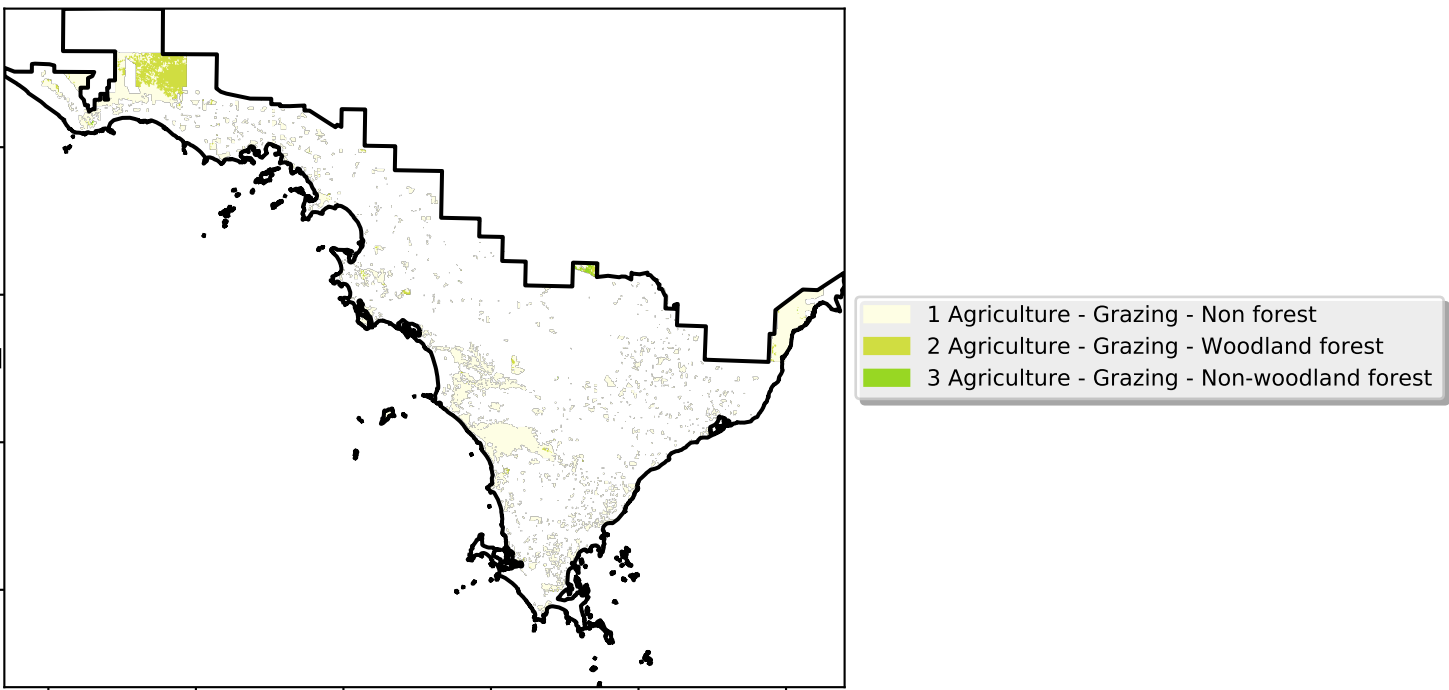 1 Agriculture - Grazing - Non forest
2 Agriculture - Grazing - Woodland forest
3 Agriculture - Grazing - Non-woodland forest